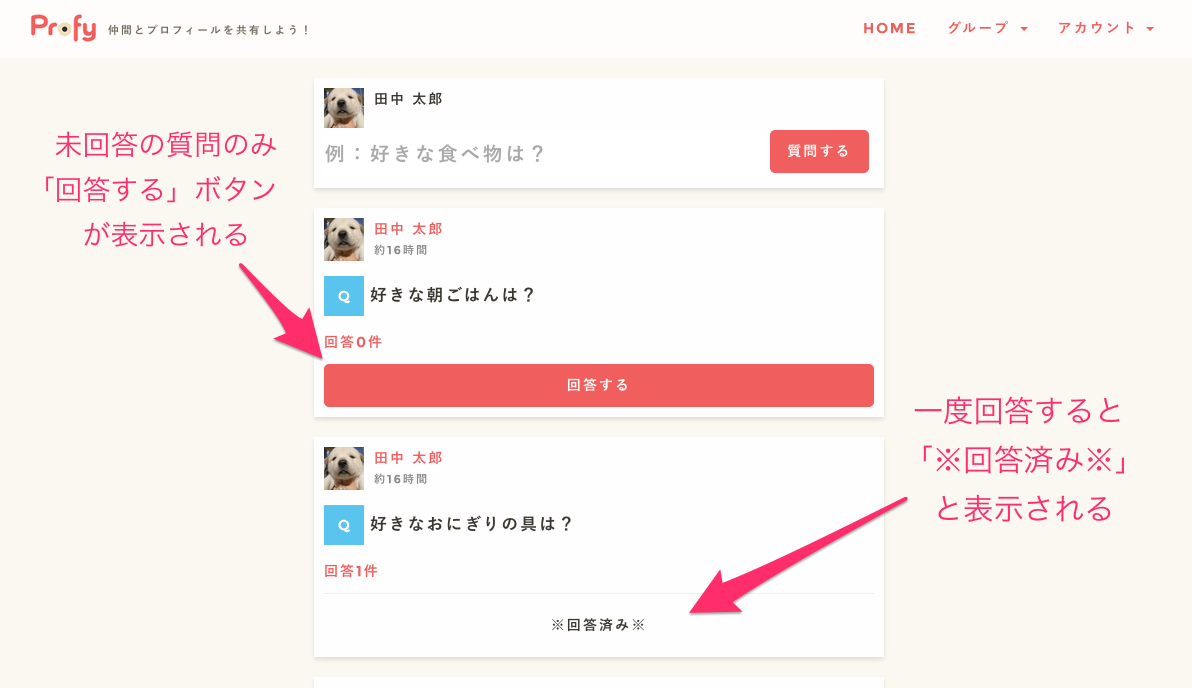 Profy 仲間とプロフィールを共有しよう！
HOME グループ アカウント
田中 太郎
例：好きな食べ物は？
質問する
未回答の質問のみ
「回答する」ボタン
が表示される
田中 太郎
約16時間
Q 好きな朝ごはんは？
回答0件
回答する
田中 太郎
約16時間
Q 好きなおにぎりの具は？
回答1件
※回答済み※
一度回答すると
「※回答済み※」
と表示される